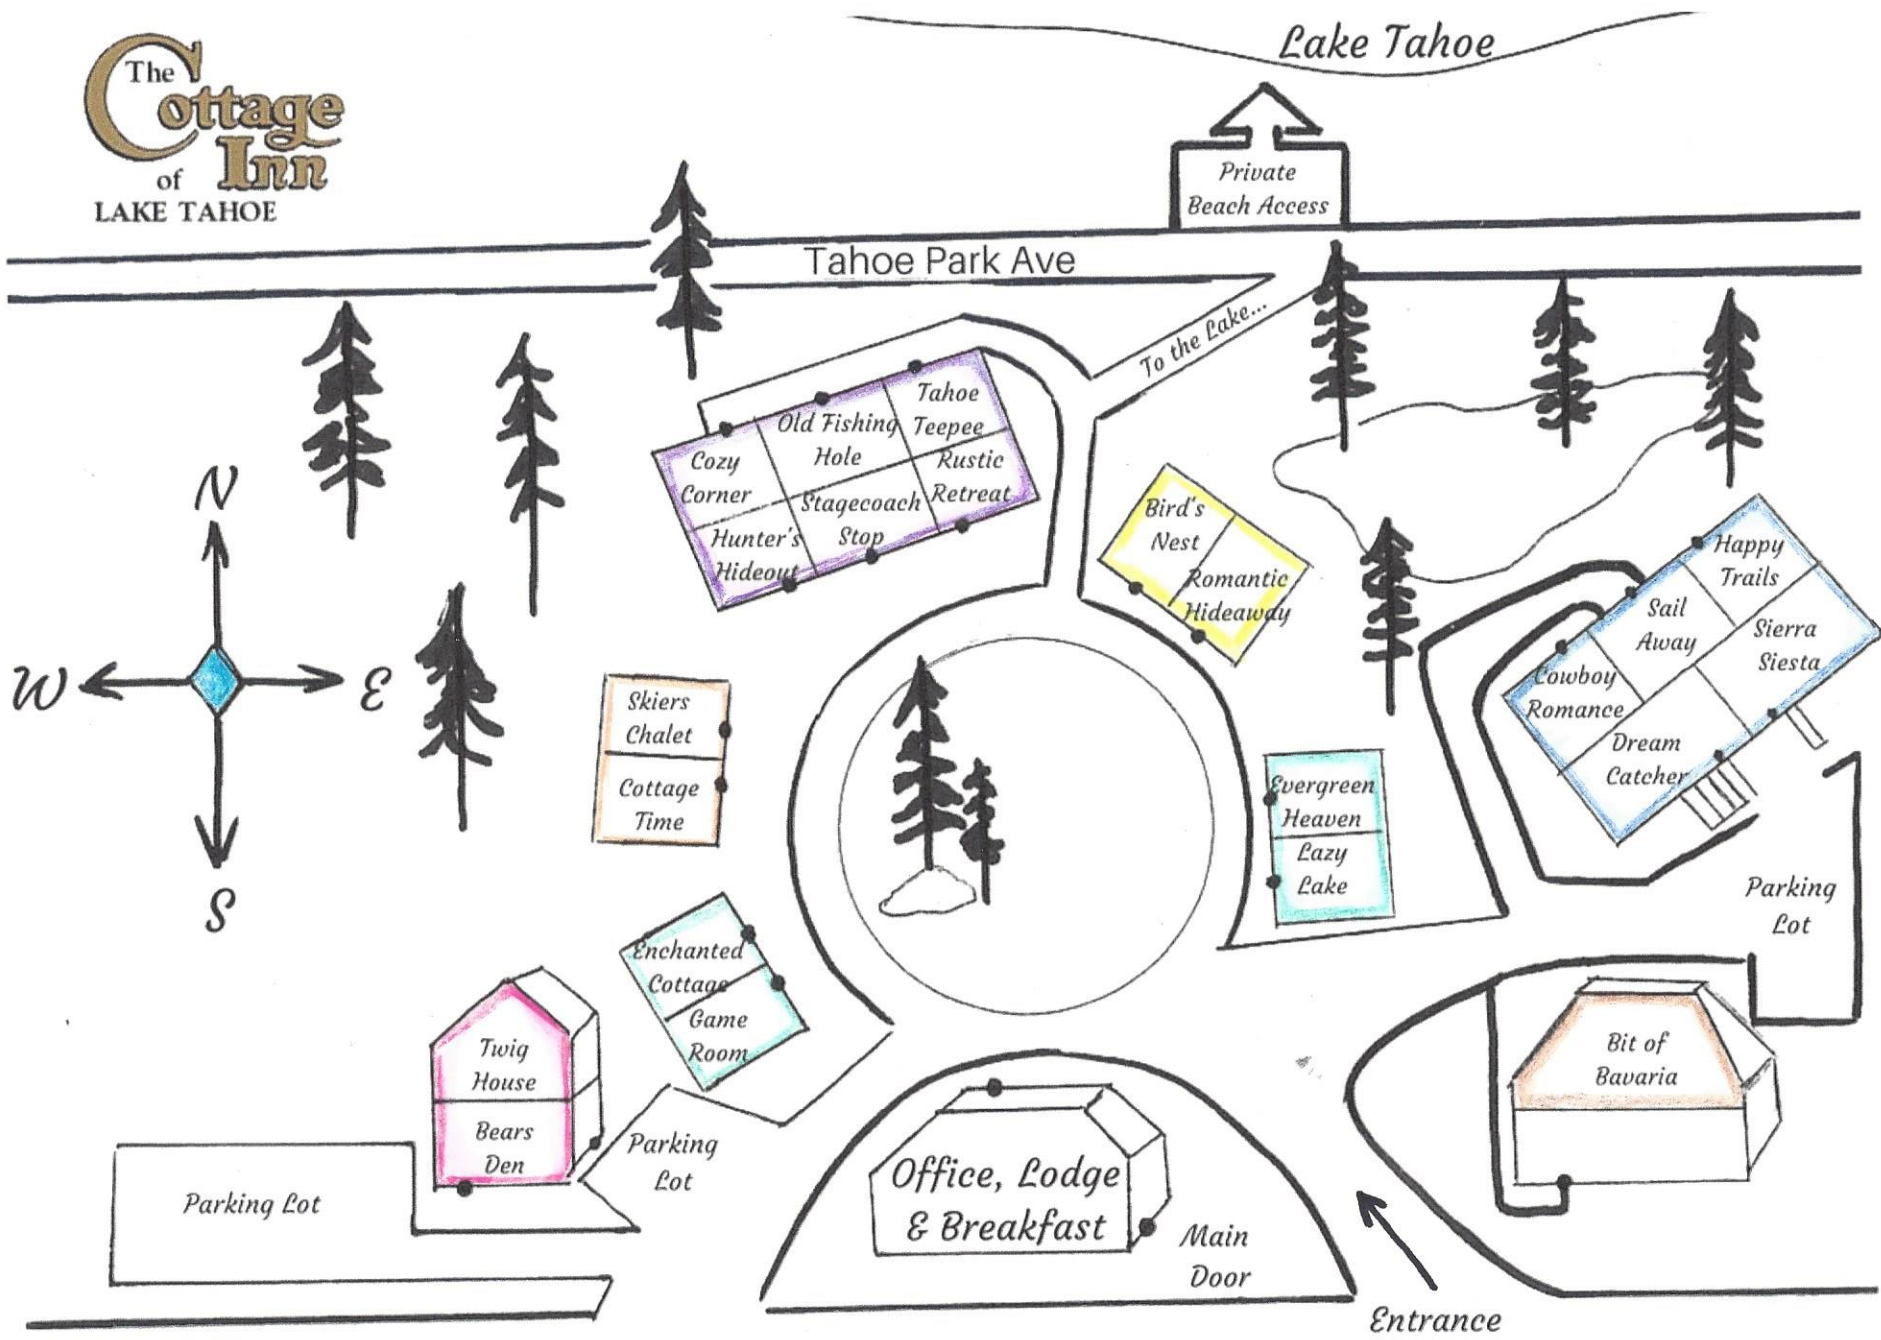 The
Cottage
Inn
of
LAKE TAHOE
Lake Tahoe
Private
Beach Access
Tahoe Park Ave
To the Lake...
Tahoe
Teepee
Old Fishing
Hole
Cozy
Corner
Rustic
Retreat
Stagecoach
Stop
Hunter's
Hideout
Bird's
Nest
Romantic
Hideaway
Happy
Trails
Sail
Away
Sierra
Siesta
Cowboy
Romance
Dream
Catcher
N
W
E
S
Skiers
Chalet
Cottage
Time
Evergreen
Heaven
Lazy
Lake
Parking
Lot
Enchanted
Cottage
Game
Room
Twig
House
Bears
Den
Parking
Lot
Parking Lot
Office, Lodge
& Breakfast
Main
Door
Bit of
Bavaria
Entrance